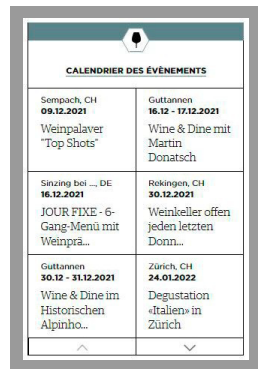 CALENDRIER DES ÉVÈNEMENTS
Sempach, CH
09.12.2021
Weinpalaver
"Top Shots"
Guttannen
16.12 - 17.12.2021
Wine & Dine mit
Martin
Donatsch
Sinzing bei ..., DE
16.12.2021
JOUR FIXE - 6-
Gang-Menü mit
Weinprä...
Rekingen, CH
30.12.2021
Weinkeller offen
jeden letzten
Donn...
Guttannen
30.12 - 31.12.2021
Wine & Dine im
Historischen
Alpinho...
Zürich, CH
24.01.2022
Degustation
«Italien» in
Zürich